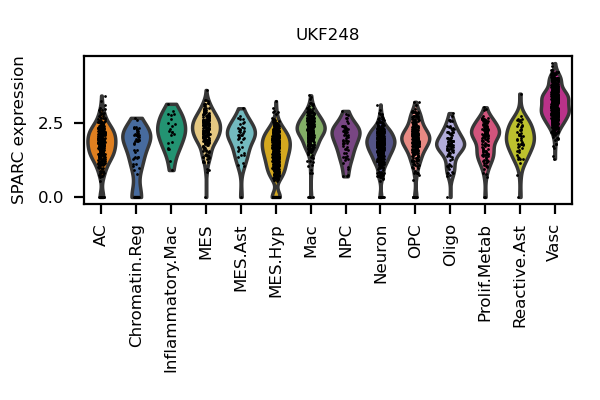 UKF248
SPARC expression
2.5
0.0
AC
Chromatin.Reg
Inflammatory.Mac
MES
MES.Ast
MES.Hyp
Mac
NPC
Neuron
OPC
Oligo
Prolif.Metab
Reactive.Ast
Vasc